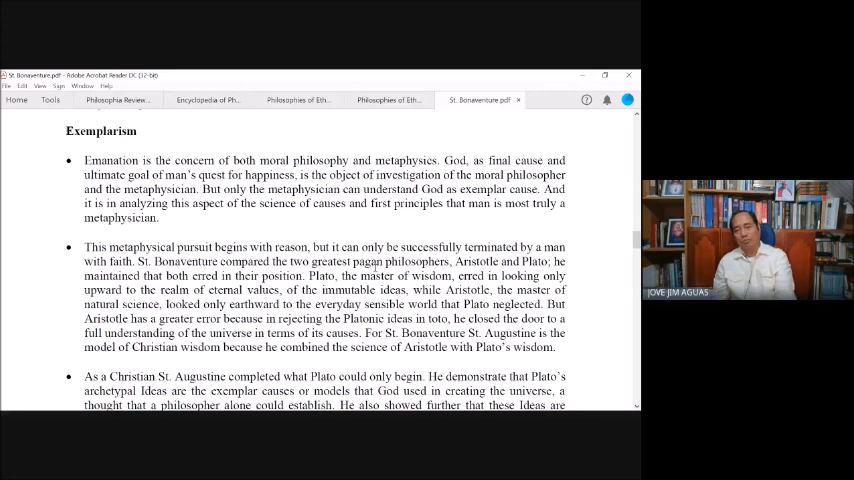 St. Bonaventure.pdf - Adobe Acrobat Reader DC (32-bit)
File Edit View Sign Window Help
Home Tools Philosophia Review... Encyclopedia of Ph... Philosophies of Eth... Philosophies of Eth... St. Bonaventure.pdf ×
Exemplarism
• Emanation is the concern of both moral philosophy and metaphysics. God, as final cause and
ultimate goal of man's quest for happiness, is the object of investigation of the moral philosopher
and the metaphysician. But only the metaphysician can understand God as exemplar cause. And
it is in analyzing this aspect of the science of causes and first principles that man is most truly a
metaphysician.
• This metaphysical pursuit begins with reason, but it can only be successfully terminated by a man
with faith. St. Bonaventure compared the two greatest pagan philosophers, Aristotle and Plato; he
maintained that both erred in their position. Plato, the master of wisdom, erred in looking only
upward to the realm of eternal values, of the immutable ideas, while Aristotle, the master of
natural science, looked only earthward to the everyday sensible world that Plato neglected. But
Aristotle has a greater error because in rejecting the Platonic ideas in toto, he closed the door to a
full understanding of the universe in terms of its causes. For St. Bonaventure St. Augustine is the
model of Christian wisdom because he combined the science of Aristotle with Plato's wisdom.
• As a Christian St. Augustine completed what Plato could only begin. He demonstrate that Plato's
archetypal Ideas are the exemplar causes or models that God used in creating the universe, a
thought that a philosopher alone could establish. He also showed further that these Ideas are
JOVE JIM AGUAS